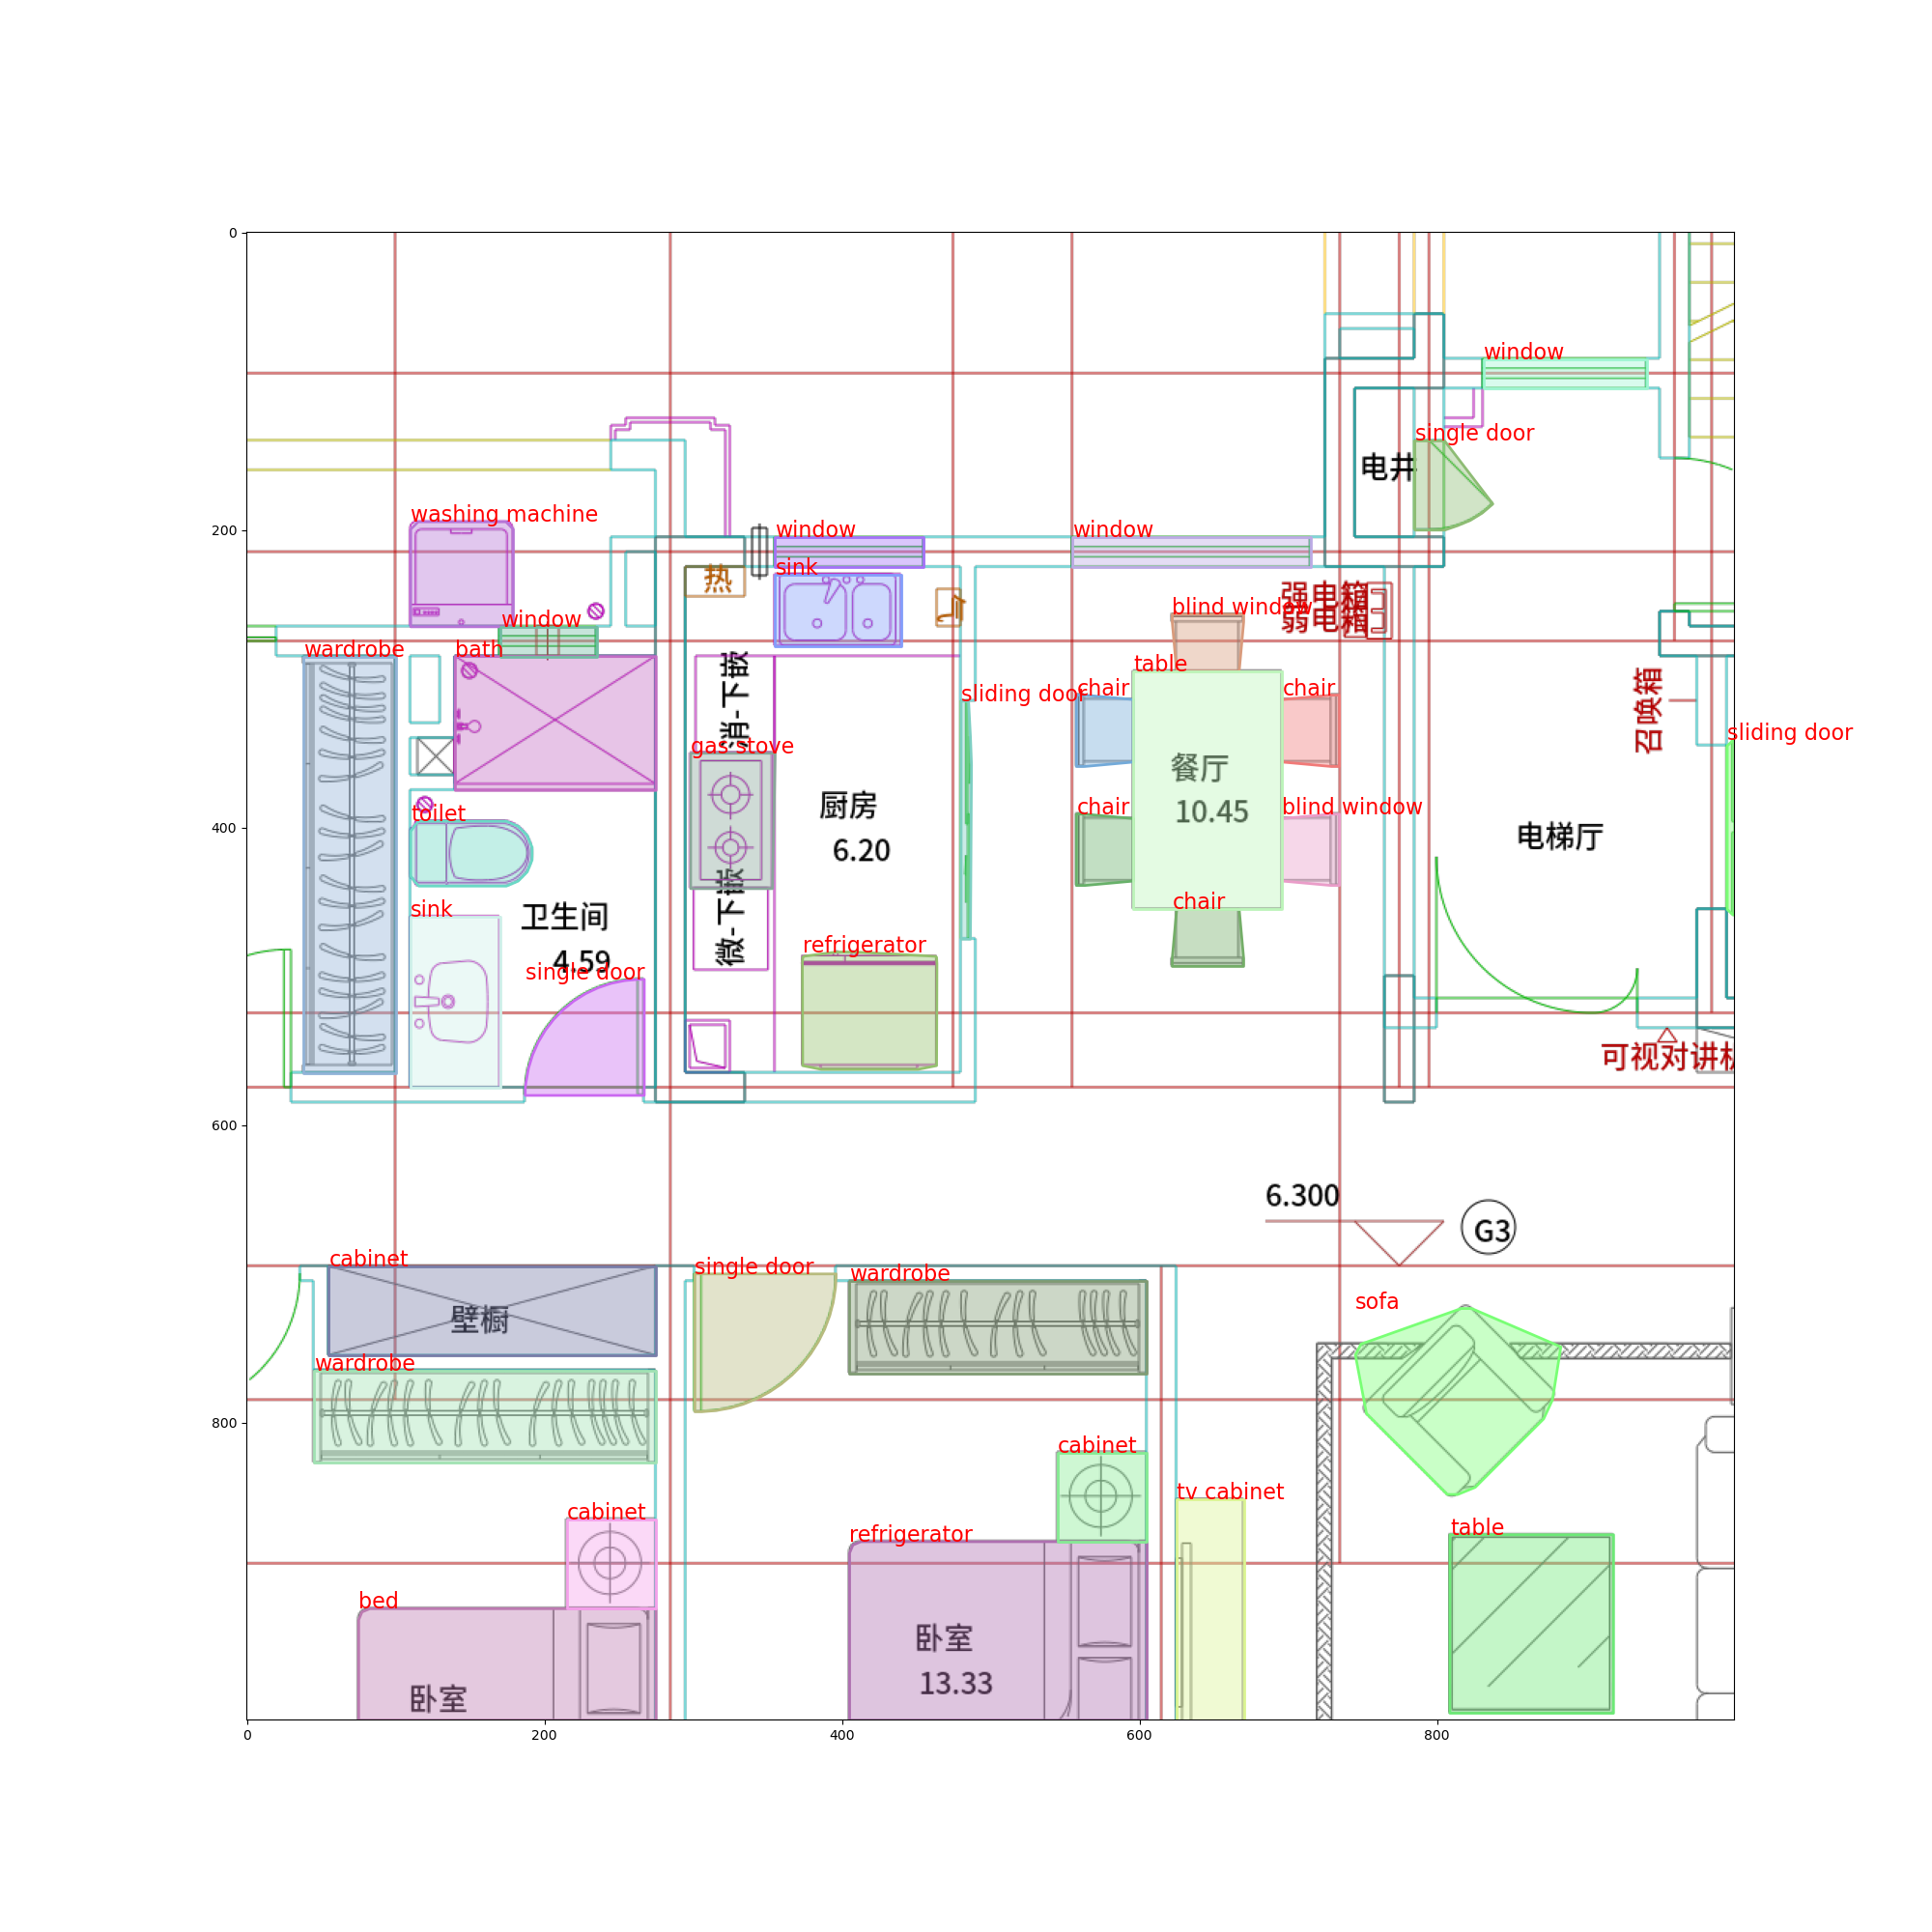 0
window
single door
电井
washing machine
200
window
window
热
sink
气
强电箱
弱电箱
blind window
window
wardrobe
bath
table
消-下嵌
sliding door
chair
chair
召唤箱
sliding door
gas stove
餐厅
10.45
厨房
6.20
toilet
chair
blind window
400
电梯厅
微-下嵌
chair
sink
卫生间
4.59
refrigerator
single door
可视对讲机
600
6.300
G3
cabinet
single door
wardrobe
sofa
壁橱
wardrobe
800
cabinet
cabinet
tv cabinet
refrigerator
table
bed
卧室
13.33
卧室
0
200
400
600
800